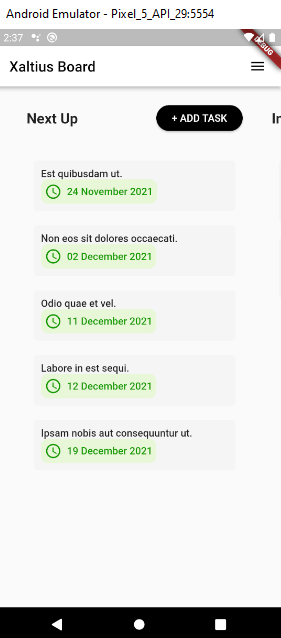 Android Emulator - Pixel_5_API_29:5554
2:37
DEBUG
Xaltius Board
Next Up
+ ADD TASK
In
Est quibusdam ut.
24 November 2021
Non eos sit dolores occaecati.
02 December 2021
Odio quae et vel.
11 December 2021
Labore in est sequi.
12 December 2021
Ipsam nobis aut consequuntur ut.
19 December 2021